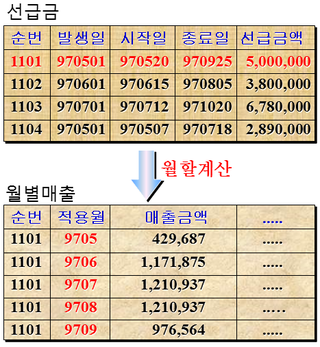 선급금
순번 발생일 시작일 종료일 선급금액
1101 970501 970520 970925 5,000,000
1102 970601 970615 970805 3,800,000
1103 970701 970712 971020 6,780,000
1104 970501 970507 970718 2,890,000
월할계산
월별매출
순번 적용월 매출금액 .....
1101 9705 429,687 .....
1101 9706 1,171,875 .....
1101 9707 1,210,937 .....
1101 9708 1,210,937 .....
1101 9709 976,564 .....